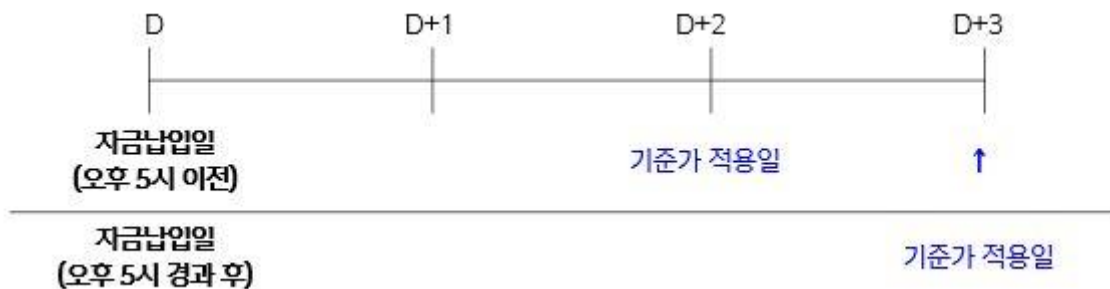 D D+1 D+2 D+3
자금납입일
(오후 5시 이전)
기준가 적용일 ↑
자금납입일
(오후 5시 경과 후)
기준가 적용일